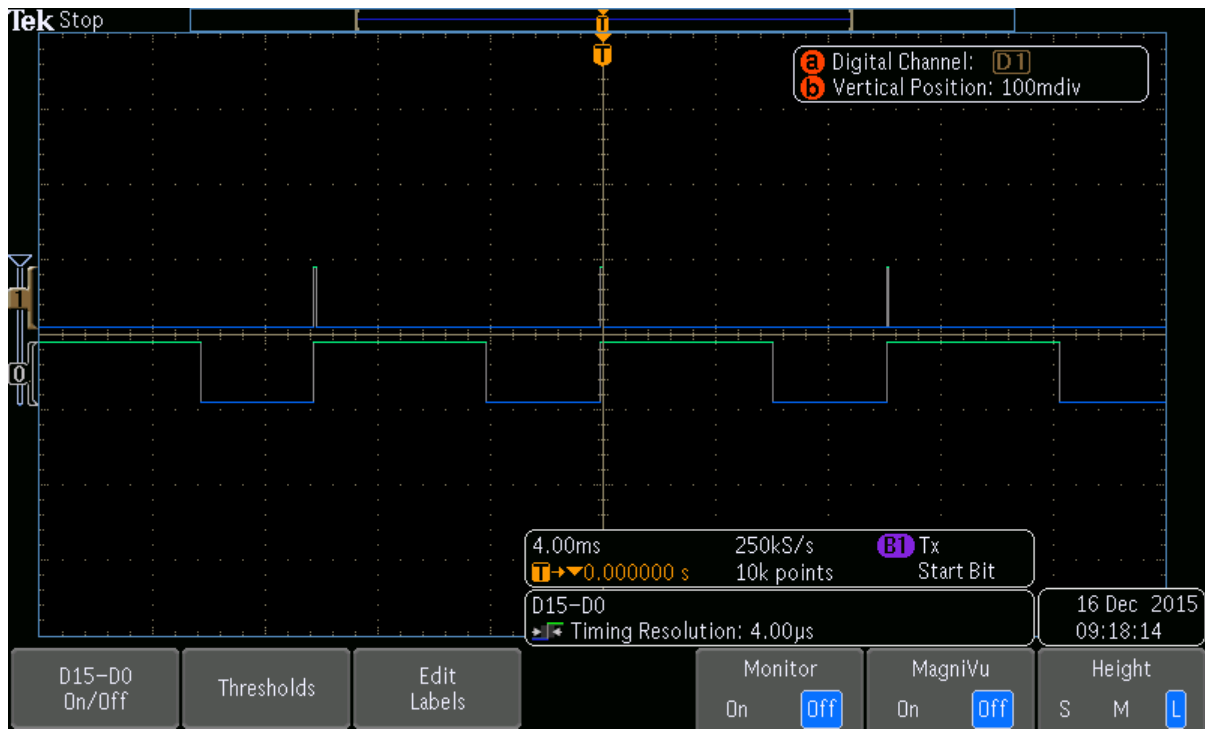 Tek Stop
T
T
a Digital Channel: D1
b Vertical Position: 100mdiv
1
0
4.00ms 250kS/s B1 Tx
T→▼0.000000 s 10k points Start Bit
D15-D0
Timing Resolution: 4.00µs
16 Dec 2015
09:18:14
D15-D0
On/Off
Thresholds
Edit
Labels
Monitor
On Off
MagniVu
On Off
Height
S M L